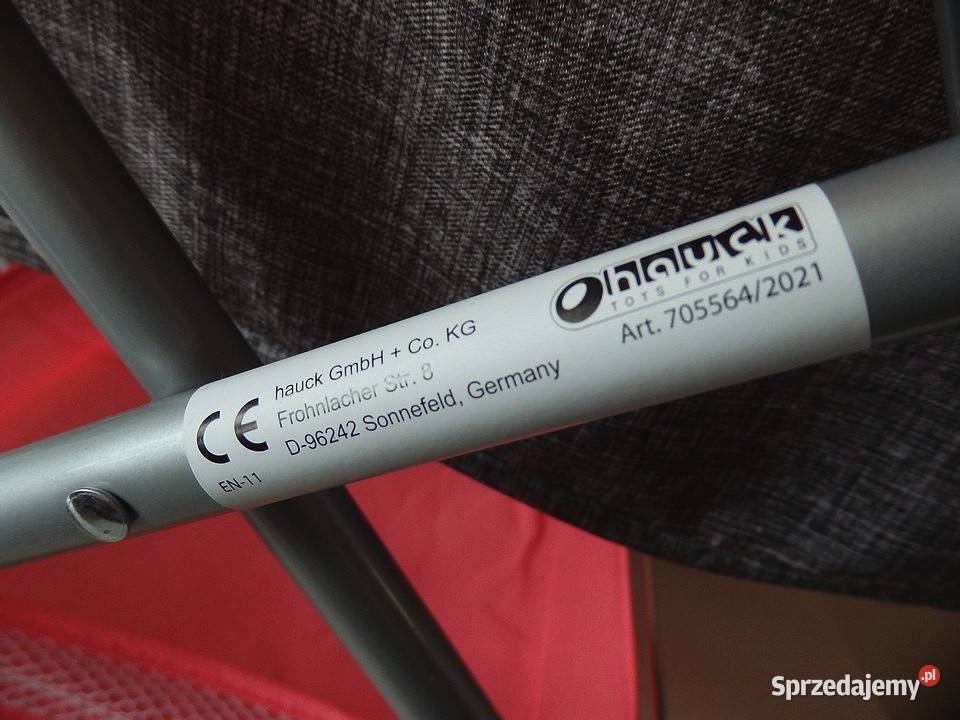 hauck
TOYS FOR KIDS
Art. 705564/2021
hauck GmbH + Co. KG
Frohnlacher Str. 8
D-96242 Sonnefeld, Germany
CE
EN-11
Sprzedajemy.pl